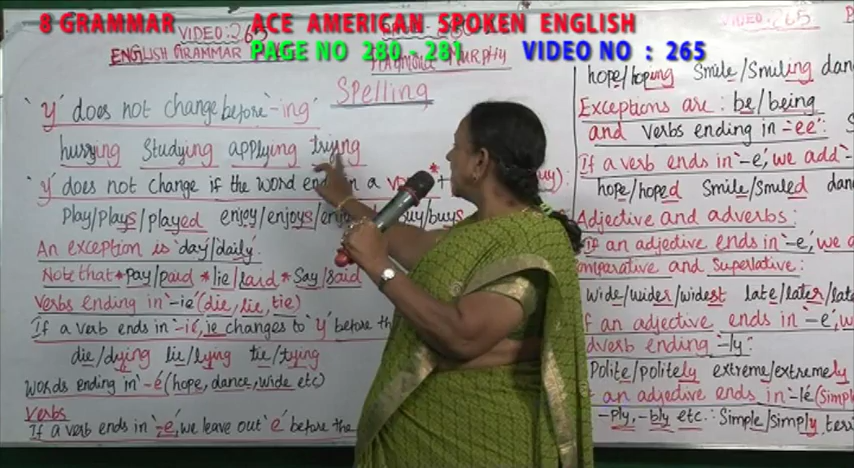 8 GRAMMAR ACE AMERICAN SPOKEN ENGLISH
PAGE NO 280 - 281 VIDEO NO : 265
VIDEO: 265
ENGLISH GRAMMAR
Murphy
Spelling
'y' does not change before '-ing'
hurrying studying applying trying
'y' does not change if the word in a +
Play/plays/played enjoy/enjoys/ buy/buys
An exception is 'day/daily'.
Note that *Pay/paid *lie/laid *Say/said
Verbs ending in '-ie' (die, lie, tie)
If a verb ends in '-ie', ie changes to 'y' before the
die/dying lie/lying tie/tying
Words ending in '-e' (hope, dance, wide etc)
Verbs
If a verb ends in '-e', we leave out 'e' before the
VIDEO: 265
hope/hoping Smile/Smiling
Exceptions are : be/being
and verbs ending in '-ee':
If a verb ends in '-e', we add
hope/hoped Smile/Smiled
Adjective and adverbs:
If an adjective ends in '-e', we
and superlative:
Wide/wider/widest late/later/
an adjective ends in '-e',
adverb ending '-ly'.
Polite/politely extreme/extremely
an adjective ends in '-le' (simple
-ply, -bly etc.: Simple/simply